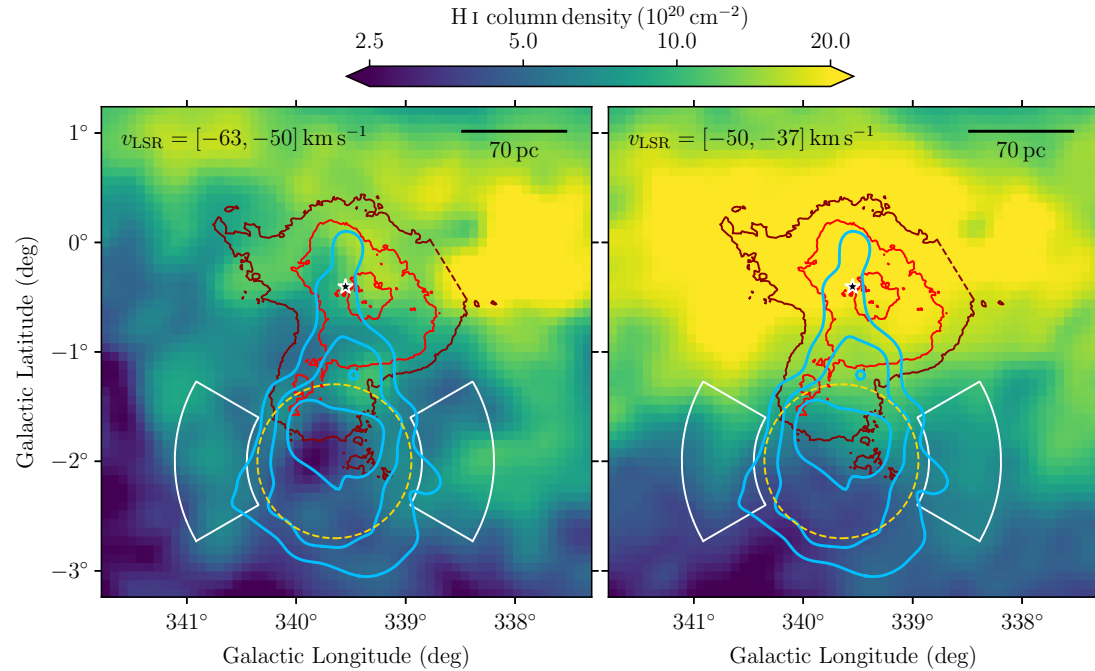 H I column density (10²⁰ cm⁻²)
2.5 5.0 10.0 20.0
v_LSR = [−63, −50] km s⁻¹
70 pc
v_LSR = [−50, −37] km s⁻¹
70 pc
1°
0°
−1°
−2°
−3°
Galactic Latitude (deg)
341° 340° 339° 338°
341° 340° 339° 338°
Galactic Longitude (deg)
Galactic Longitude (deg)